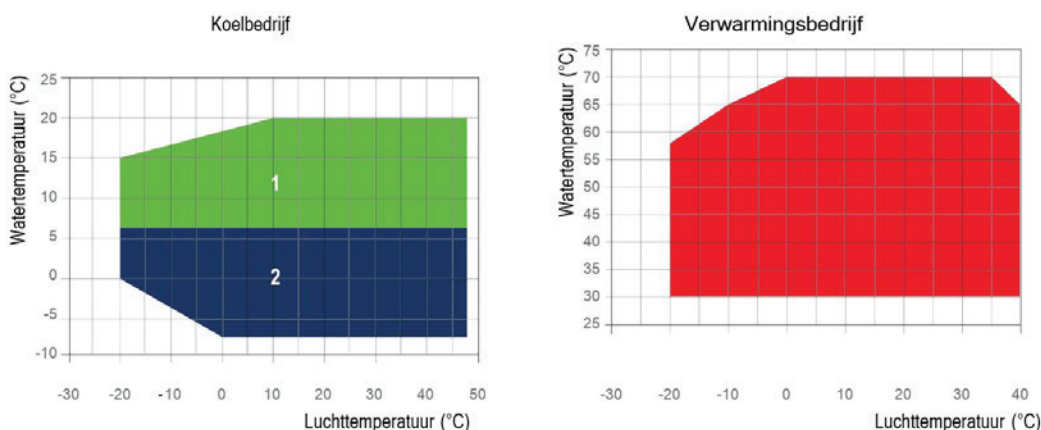 Koelbedrijf
Watertemperatuur (°C)
25
20
15
10
5
0
-5
-10
1
2
-30 -20 -10 0 10 20 30 40 50
Luchttemperatuur (°C)
Verwarmingsbedrijf
Watertemperatuur (°C)
75
70
65
60
55
50
45
40
35
30
25
-30 -20 -10 0 10 20 30 40
Luchttemperatuur (°C)